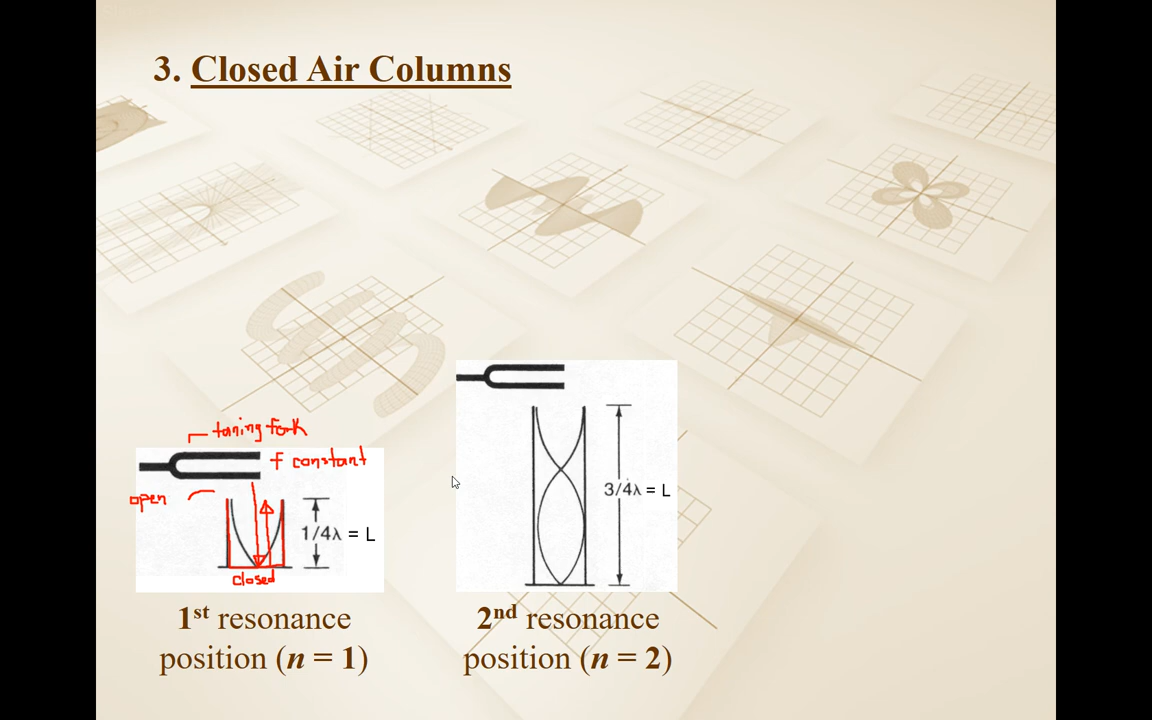 3. Closed Air Columns
tuning fork
f constant
open
1/4λ = L
closed
1st resonance
position (n = 1)
3/4λ = L
2nd resonance
position (n = 2)